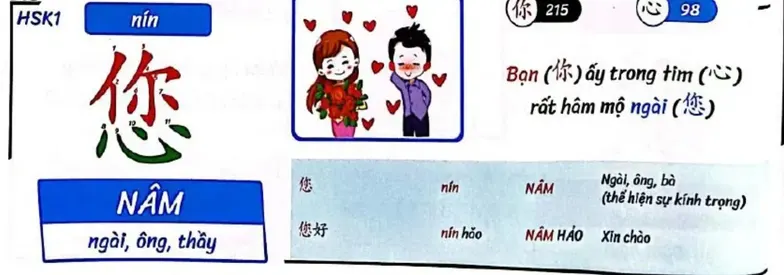 HSK1
nín
您
NÂM
ngài, ông, thầy
你 215
心 98
Bạn (你) ấy trong tim (心)
rất hâm mộ ngài (您)
您 nín NÂM Ngài, ông, bà
(thể hiện sự kính trọng)
您好 nín hǎo NÂM HẢO Xin chào